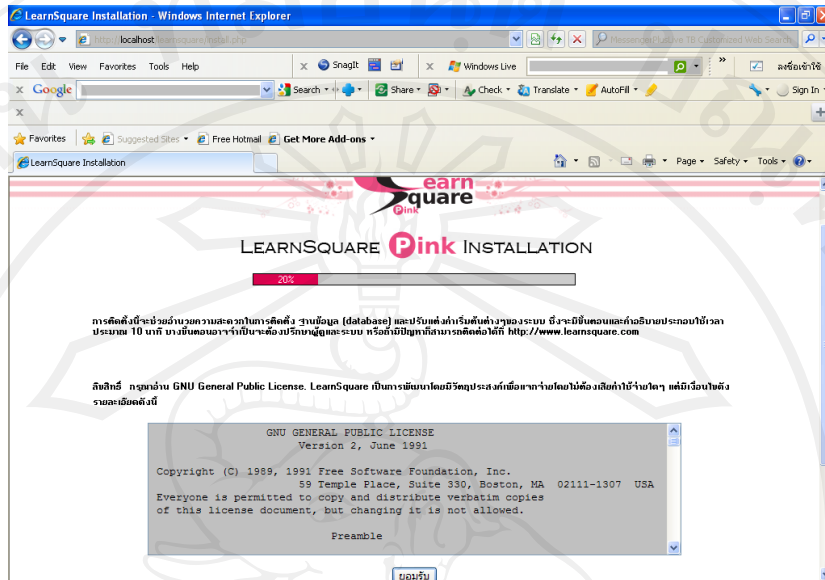 LearnSquare Installation - Windows Internet Explorer
http://localhost/learnsquare/install.php
File Edit View Favorites Tools Help
x SnagIt
x Windows Live
ลงชื่อเข้าใช้
x Google
Search Share Check Translate AutoFill
Sign In
x
Favorites Suggested Sites Free Hotmail Get More Add-ons
LearnSquare Installation
Page Safety Tools
earn
Square
Pink
LEARNSQUARE Pink INSTALLATION
20%
การติดตั้งนี้จะช่วยอำนวยความสะดวกในการติดตั้ง ฐานข้อมูล (database) และปรับแต่งค่าเริ่มต้นต่างๆของระบบ ซึ่งจะมีขั้นตอนและคำอธิบายประกอบใช้เวลา
ประมาณ 10 นาที บางขั้นตอนอาจจำเป็นจะต้องปรึกษาผู้ดูแลระบบ หรือถ้ามีปัญหาก็สามารถติดต่อได้ที่ http://www.learnsquare.com
ลิขสิทธิ์ กรุณาอ่าน GNU General Public License. LearnSquare เป็นการพัฒนาโดยมีวัตถุประสงค์เพื่อแจกจ่ายโดยไม่ต้องเสียค่าใช้จ่ายใดๆ แต่มีเงื่อนไขดัง
รายละเอียดดังนี้
GNU GENERAL PUBLIC LICENSE
Version 2, June 1991
Copyright (C) 1989, 1991 Free Software Foundation, Inc.
59 Temple Place, Suite 330, Boston, MA 02111-1307 USA
Everyone is permitted to copy and distribute verbatim copies
of this license document, but changing it is not allowed.
Preamble
ยอมรับ